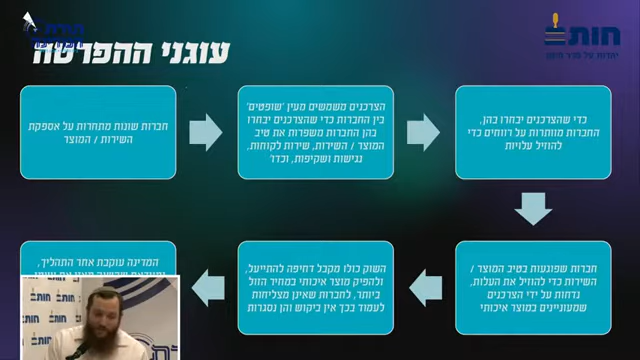 עוגני ההפרטה
חותם
יהדות על סדר היום
תורת
המדינה
חברות שונות מתחרות על אספקת
השירות / המוצר
הצרכנים משמשים מעין 'שופטים'
בין החברות כדי שהצרכנים יבחרו
בהן החברות משפרות את טיב
המוצר / השירות, שירות לקוחות,
נגישות ושקיפות, וכדו'
כדי שהצרכנים יבחרו בהן,
החברות מוותרות על רווחים כדי
להוזיל עלויות
חברות שפוגעות בטיב המוצר /
השירות כדי להוזיל את העלות,
נדחות על ידי הצרכנים
שמעוניינים במוצר איכותי
השוק כולו מקבל דחיפה להתייעל,
ולהפיק מוצר איכותי במחיר הזול
ביותר, לחברות שאינן מצליחות
לעמוד בכך אין ביקוש והן נסגרות
המדינה עוקבת אחר התהליך,